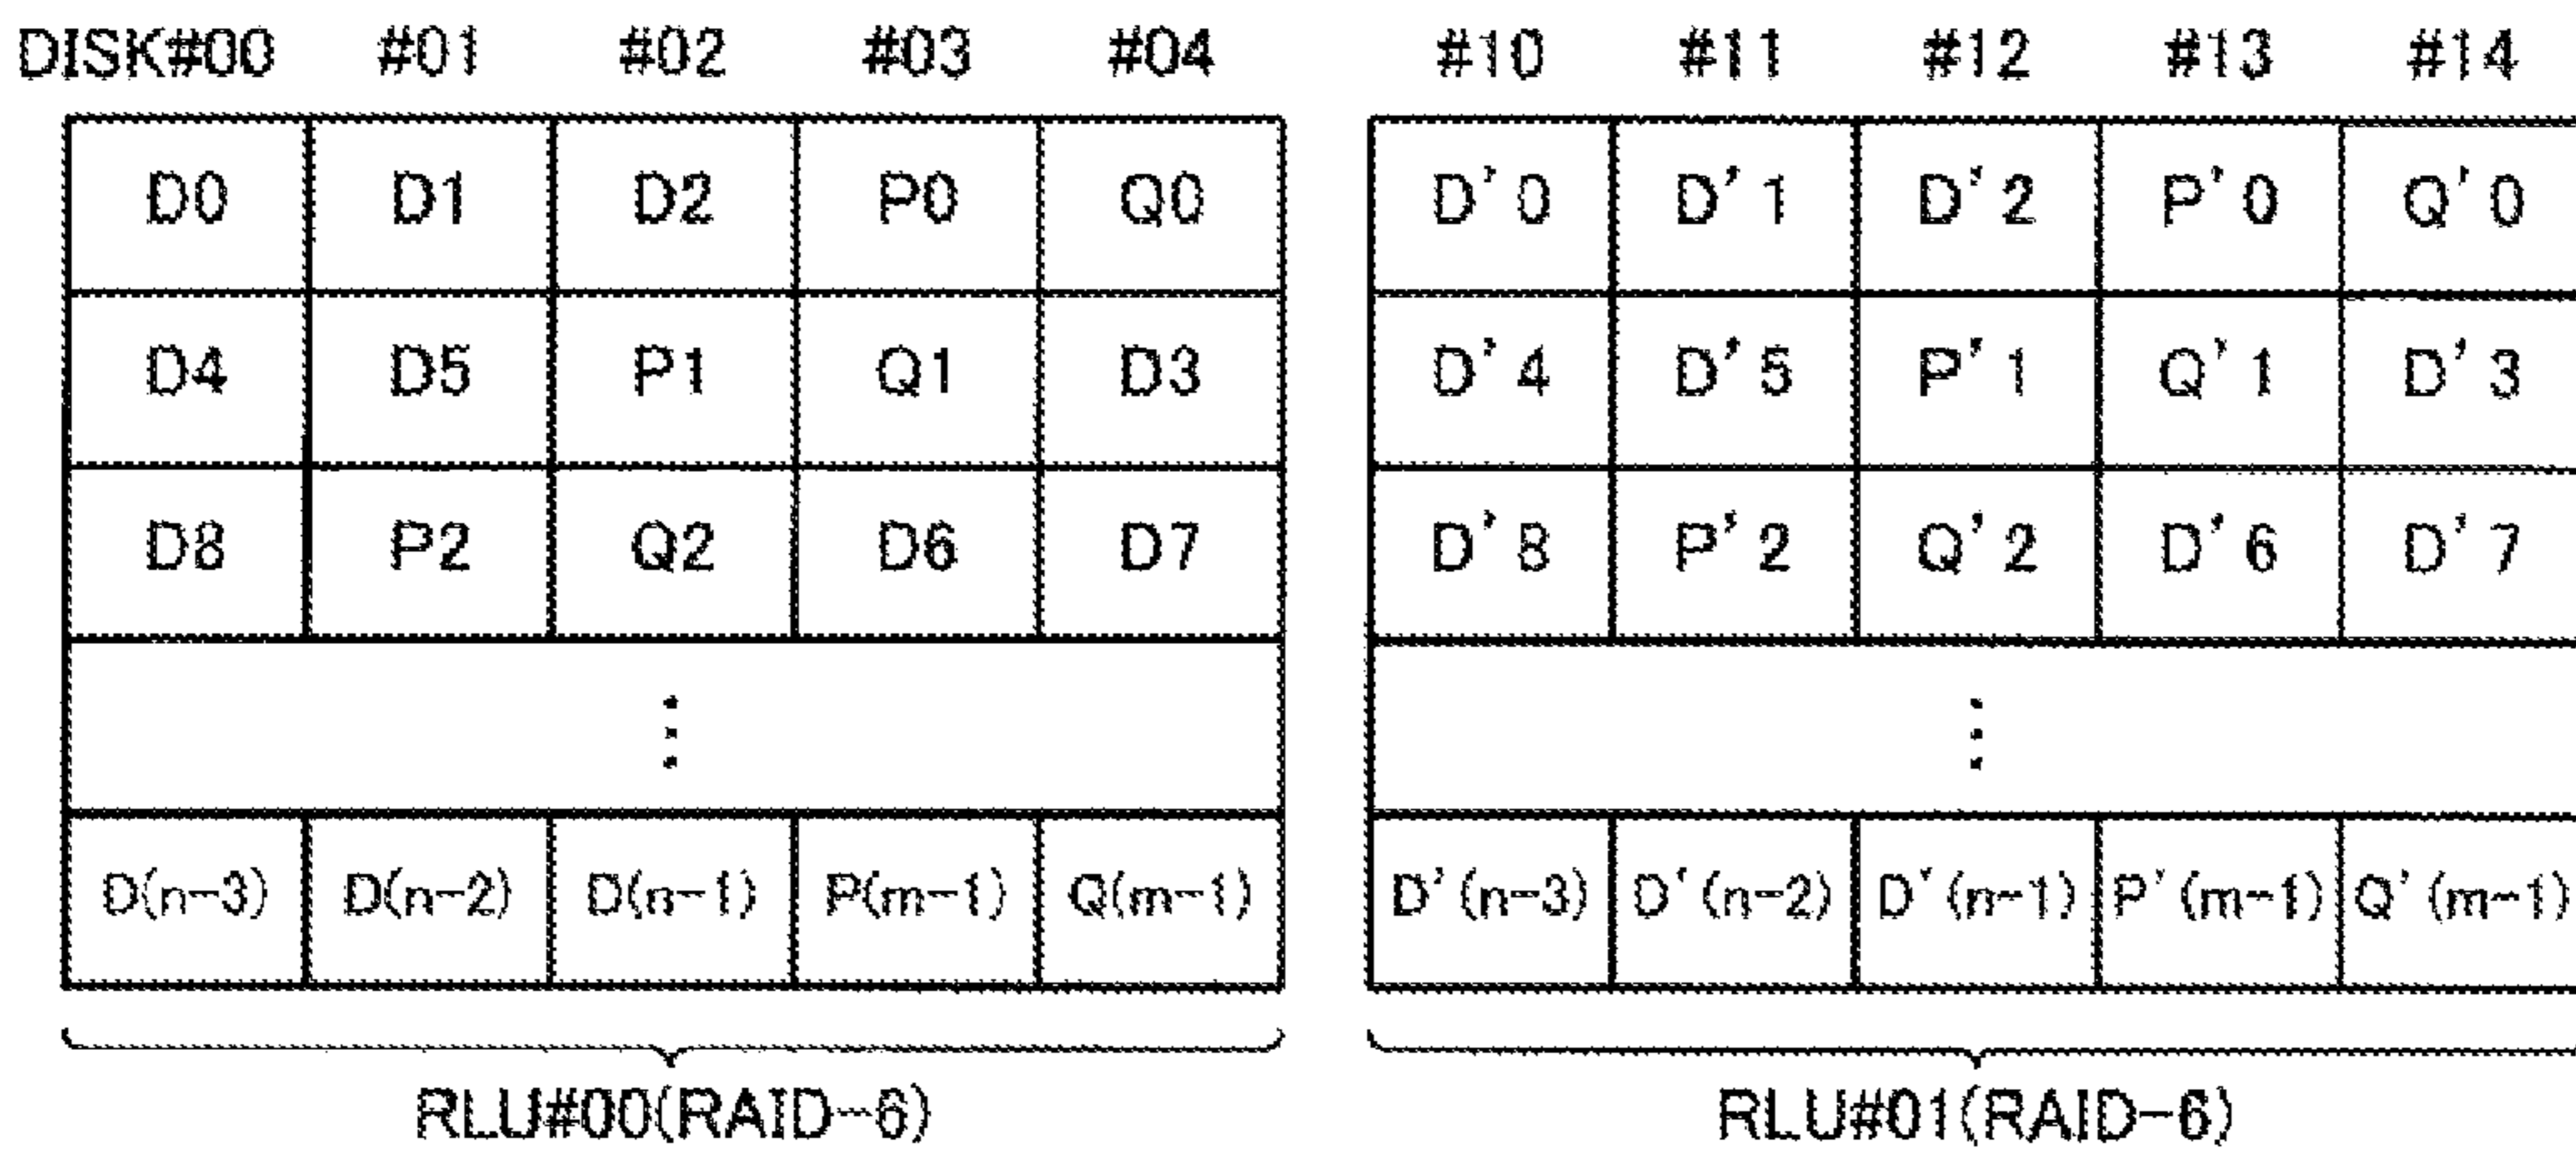 DISK#00 #01 #02 #03 #04 #10 #11 #12 #13 #14
D0 D1 D2 P0 Q0 D'0 D'1 D'2 P'0 Q'0
D4 D5 P1 Q1 D3 D'4 D'5 P'1 Q'1 D'3
D8 P2 Q2 D6 D7 D'8 P'2 Q'2 D'6 D'7
D(n-3) D(n-2) D(n-1) P(m-1) Q(m-1) D'(n-3) D'(n-2) D'(n-1) P'(m-1) Q'(m-1)
RLU#00(RAID-6) RLU#01(RAID-6)